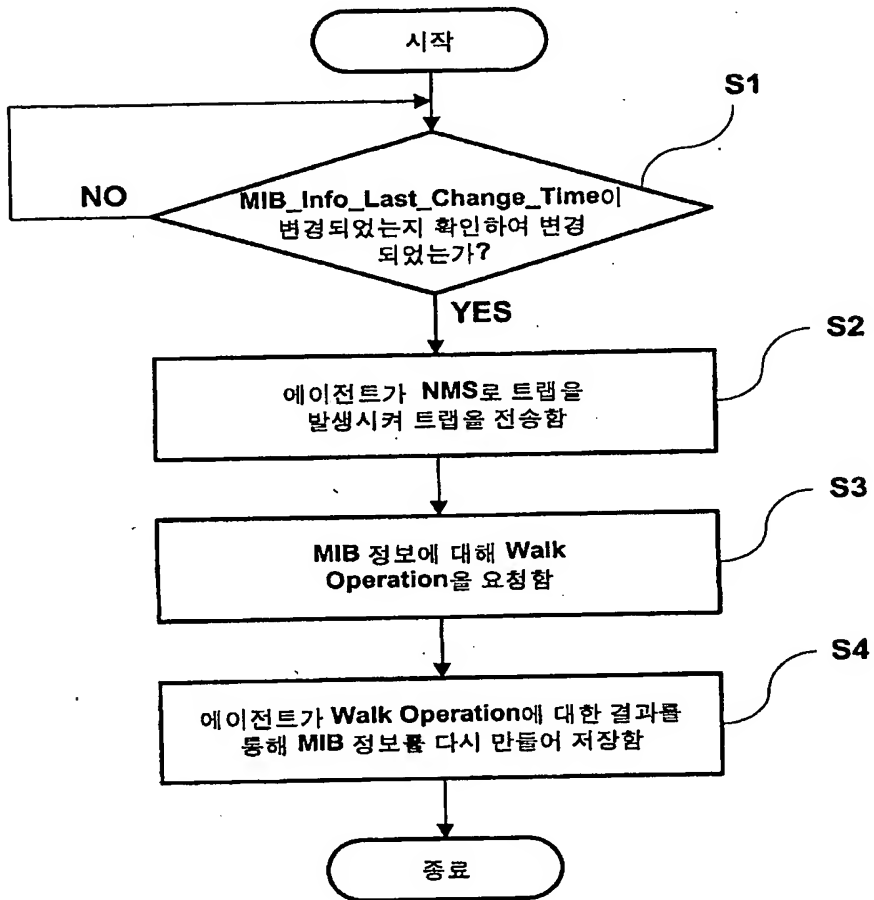 시작
S1
NO
MIB_Info_Last_Change_Time이
변경되었는지 확인하여 변경
되었는가?
YES
S2
에이전트가 NMS로 트랩을
발생시켜 트랩을 전송함
S3
MIB 정보에 대해 Walk
Operation을 요청함
S4
에이전트가 Walk Operation에 대한 결과를
통해 MIB 정보를 다시 만들어 저장함
종료